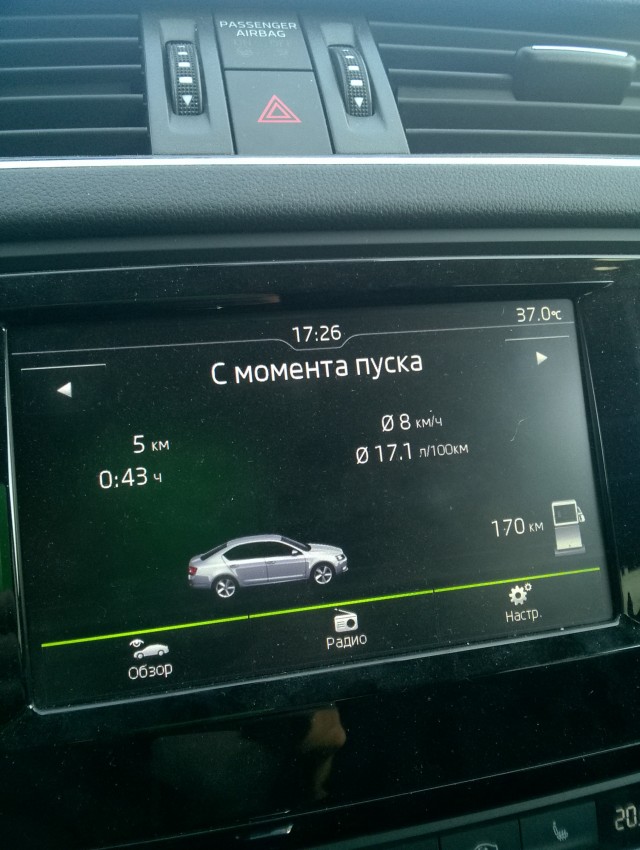 PASSENGER
AIRBAG
37.0°C
17:26
С момента пуска
5 км
Ø 8 км/ч
0:43 ч
Ø 17.1 л/100км
170 км
Обзор
Радио
Настр.
20.